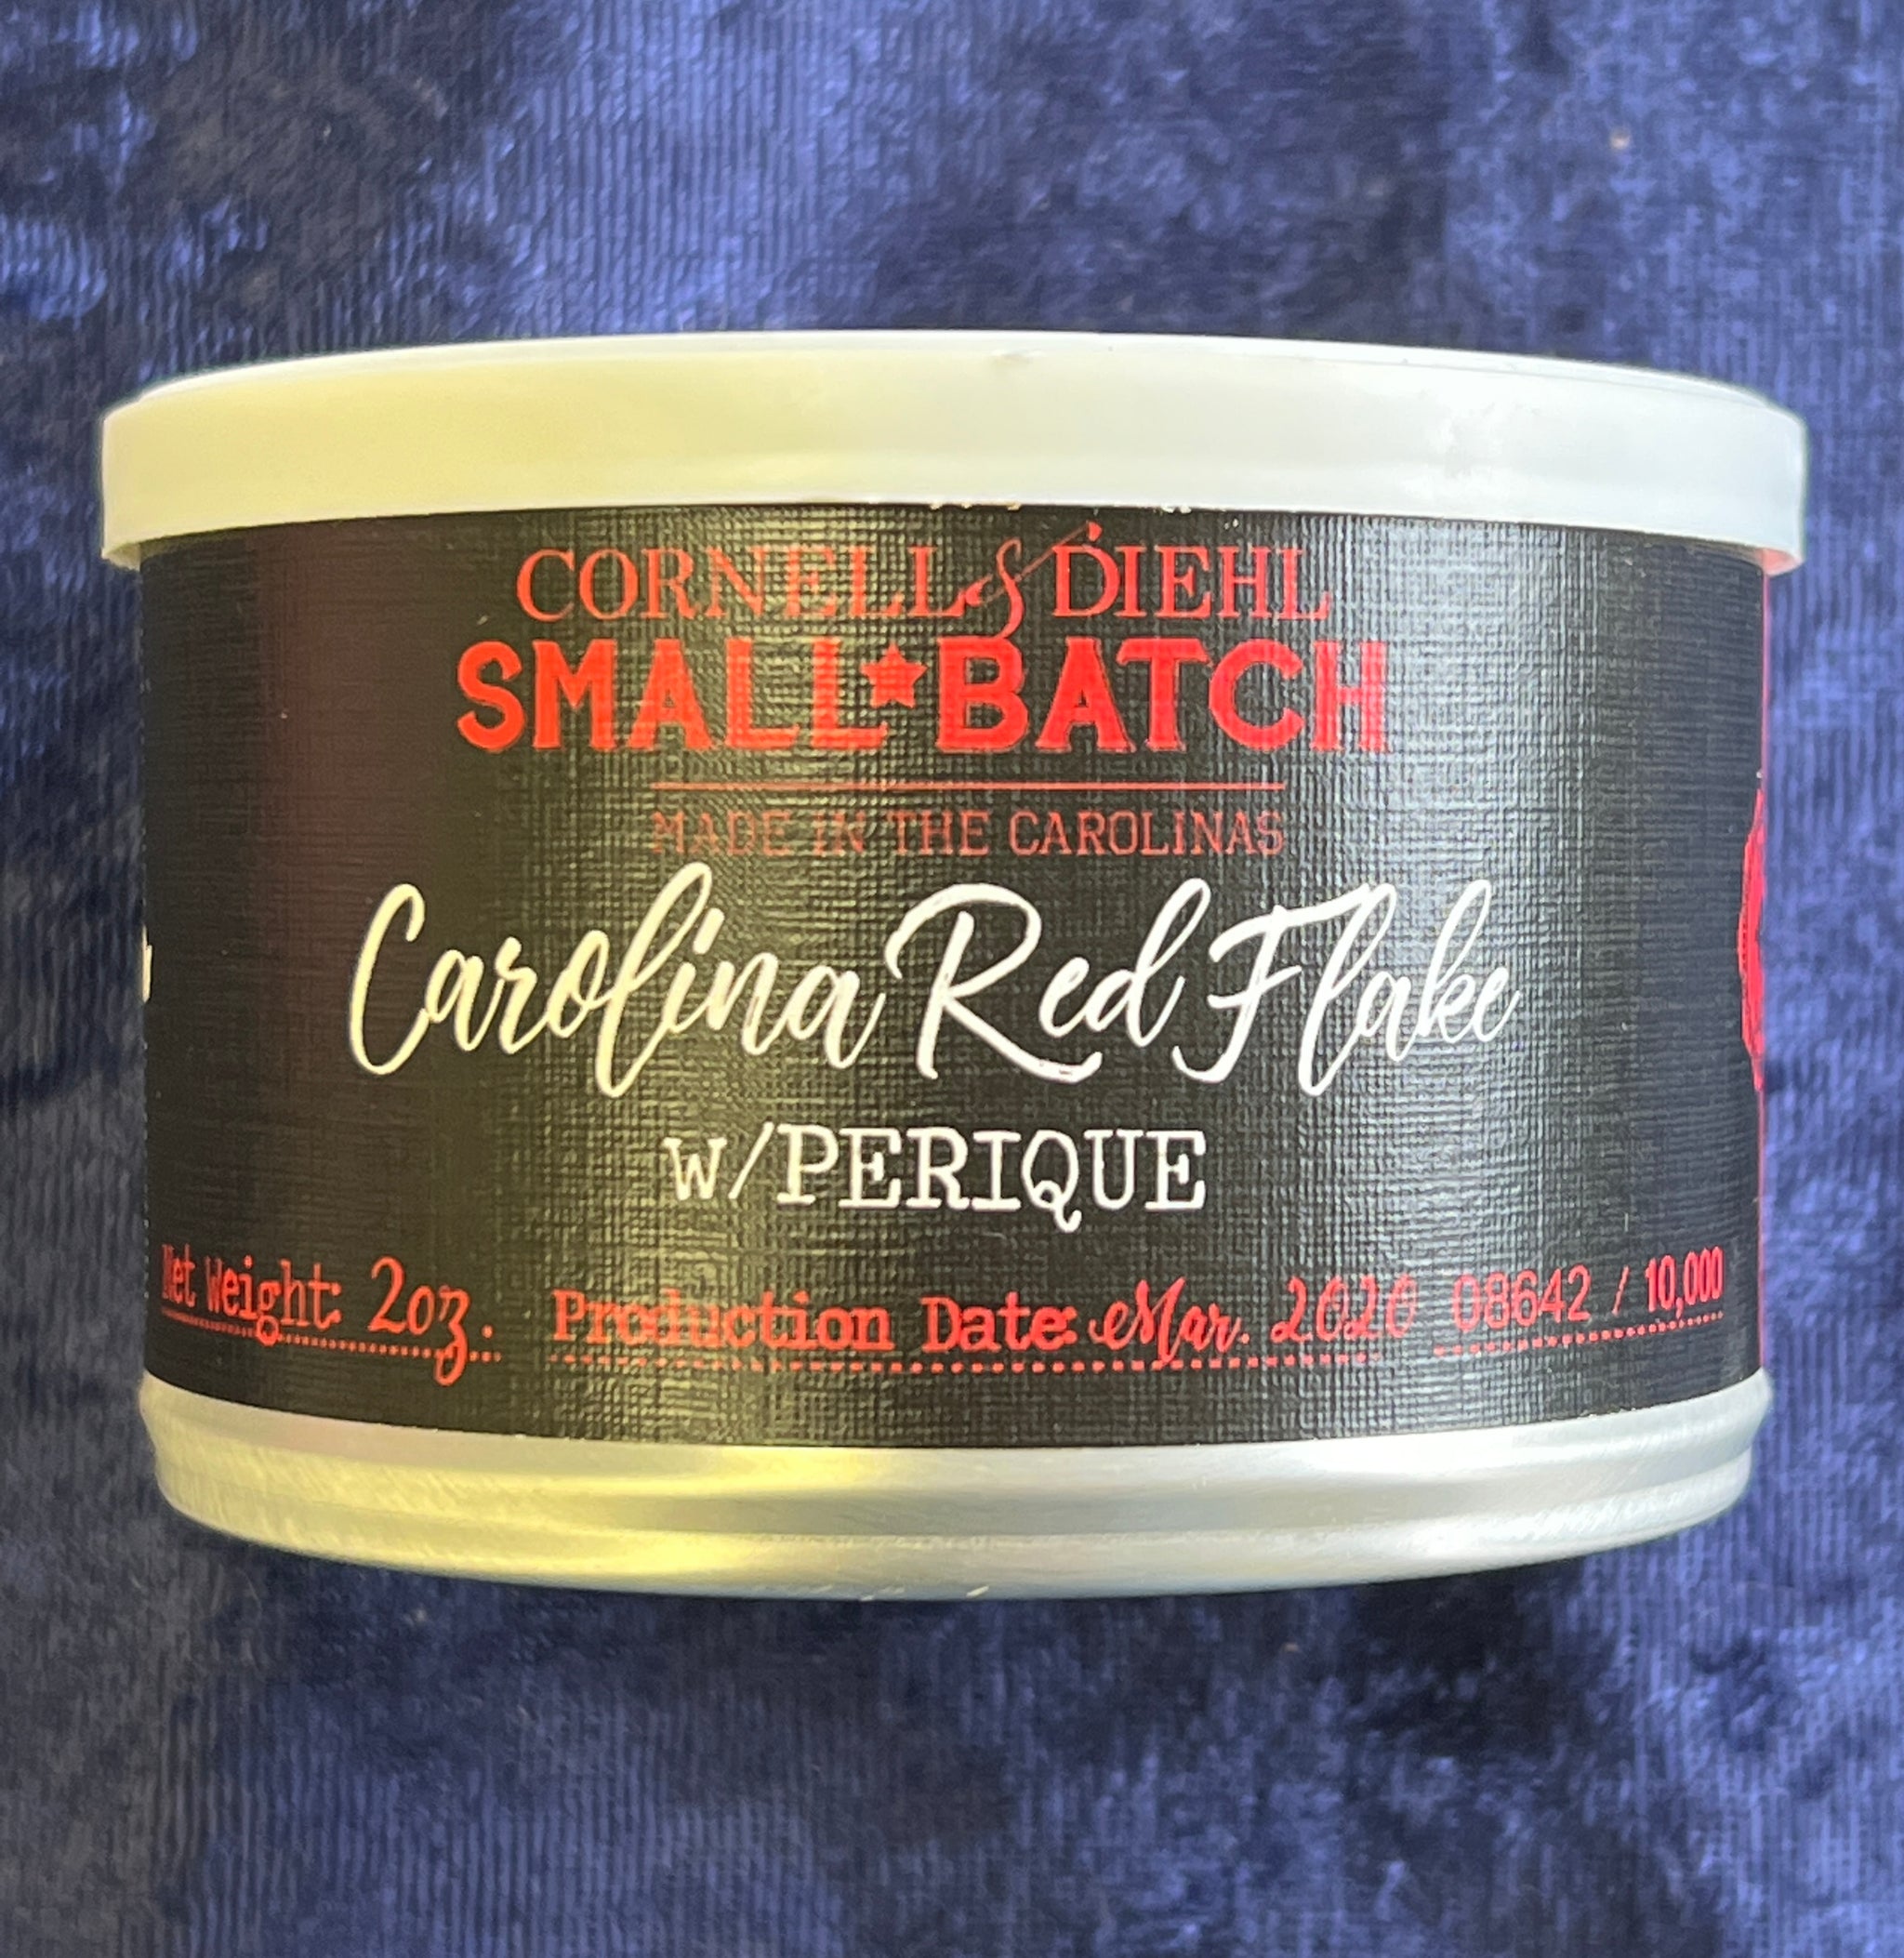 CORNELL & DIEHL
SMALL★BATCH
MADE IN THE CAROLINAS
Carolina Red Flake
w/PERIQUE
Net Weight: 2oz. Production Date: Mar. 2020 08642 / 10,000